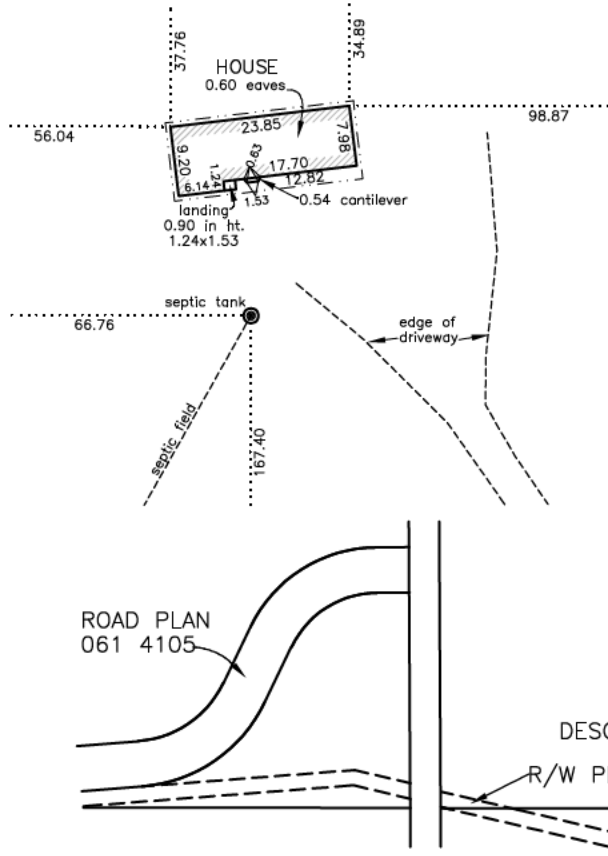 37.76
34.89
HOUSE
0.60 eaves
56.04
23.85
98.87
9.20
7.98
0.63
1.24
17.70
6.14
12.82
1.53
0.54 cantilever
landing
0.90 in ht.
1.24x1.53
septic tank
66.76
edge of
driveway
septic field
167.40
ROAD PLAN
061 4105
DESC
R/W